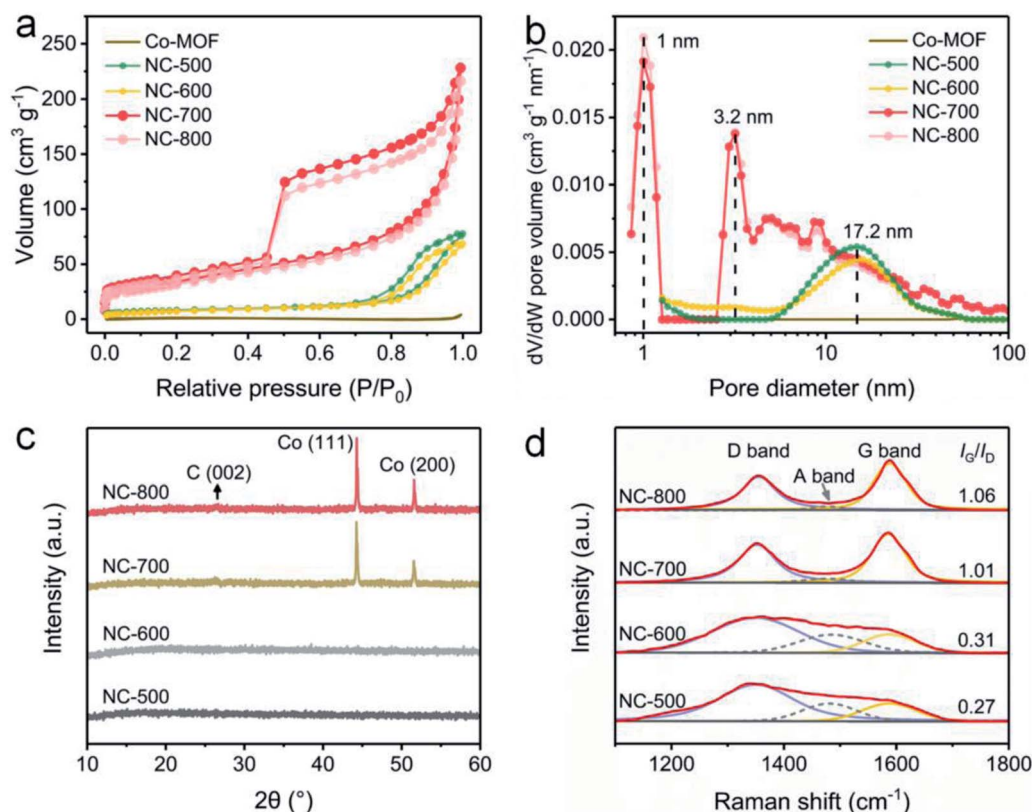 a
Co-MOF
NC-500
NC-600
NC-700
NC-800
250
200
150
100
50
0
Volume (cm³ g⁻¹)
0.0 0.2 0.4 0.6 0.8 1.0
Relative pressure (P/P₀)
b
1 nm
3.2 nm
17.2 nm
Co-MOF
NC-500
NC-600
NC-700
NC-800
0.020
0.015
0.010
0.005
0.000
dV/dW pore volume (cm³ g⁻¹ nm⁻¹)
1 10 100
Pore diameter (nm)
c
C (002)
Co (111)
Co (200)
NC-800
NC-700
NC-600
NC-500
Intensity (a.u.)
10 20 30 40 50 60
2θ (°)
d
D band
A band
G band
I_G/I_D
NC-800 1.06
NC-700 1.01
NC-600 0.31
NC-500 0.27
Intensity (a.u.)
1200 1400 1600 1800
Raman shift (cm⁻¹)